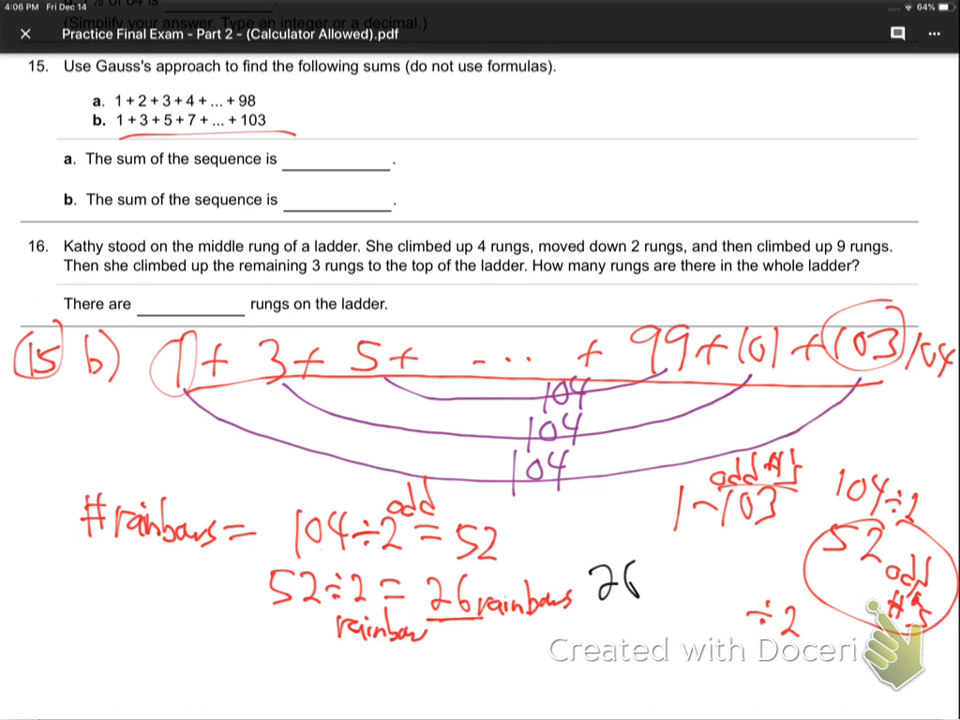 4:06 PM Fri Dec 14
64%
(Simplify your answer. Type an integer or a decimal.)
Practice Final Exam - Part 2 - (Calculator Allowed).pdf
15. Use Gauss's approach to find the following sums (do not use formulas).
a. 1 + 2 + 3 + 4 + ... + 98
b. 1 + 3 + 5 + 7 + ... + 103
a. The sum of the sequence is ________.
b. The sum of the sequence is ________.
16. Kathy stood on the middle rung of a ladder. She climbed up 4 rungs, moved down 2 rungs, and then climbed up 9 rungs.
Then she climbed up the remaining 3 rungs to the top of the ladder. How many rungs are there in the whole ladder?
There are ________ rungs on the ladder.
15 b) 1 + 3 + 5 + ... + 99 + 101 + 103 104
104
104
104
odd #'s
1~103
104÷2
52
odd
#'s
÷2
odd
#rainbows = 104÷2 = 52
52÷2 = 26 rainbows 26
rainbow
Created with Doceri